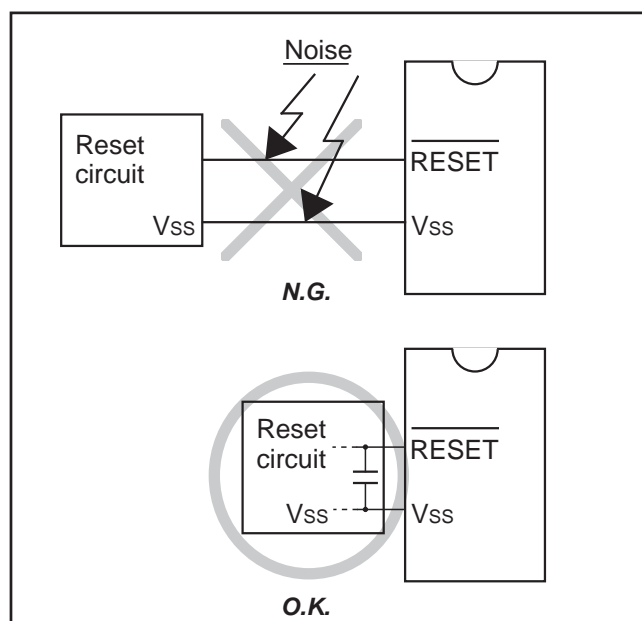 Noise
Reset
circuit
RESET
Vss
Vss
N.G.
Reset
circuit
RESET
Vss
Vss
O.K.